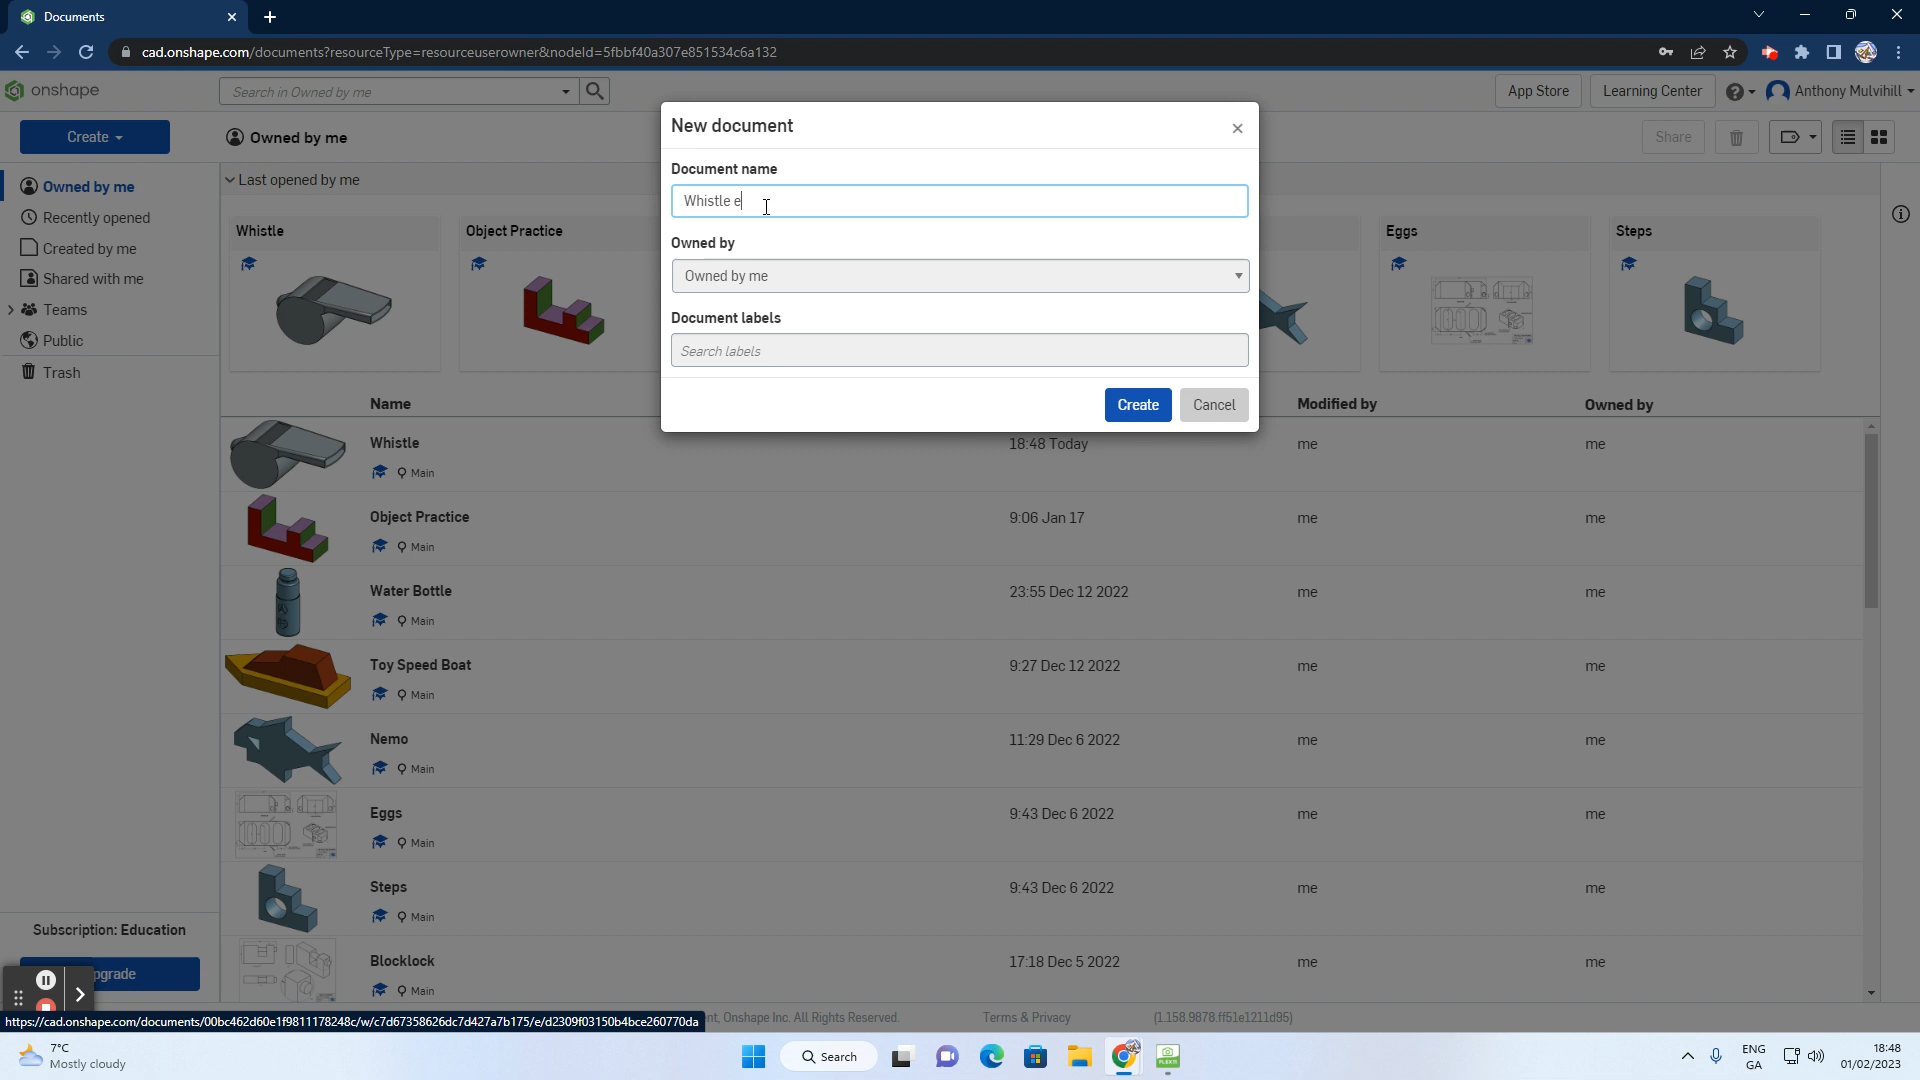 Documents
cad.onshape.com/documents?resourceType=resourceuserowner&nodeId=5fbbf40a307e851534c6a132
onshape
Search in Owned by me
App Store
Learning Center
Anthony Mulvihill
Create
Owned by me
Share
New document
Document name
Whistle e
Owned by
Owned by me
Document labels
Search labels
Create
Cancel
Owned by me
Recently opened
Created by me
Shared with me
Teams
Public
Trash
Last opened by me
Whistle
Object Practice
Eggs
Steps
Name
Modified by
Owned by
Whistle
Main
18:48 Today
me
me
Object Practice
Main
9:06 Jan 17
me
me
Water Bottle
Main
23:55 Dec 12 2022
me
me
Toy Speed Boat
Main
9:27 Dec 12 2022
me
me
Nemo
Main
11:29 Dec 6 2022
me
me
Eggs
Main
9:43 Dec 6 2022
me
me
Steps
Main
9:43 Dec 6 2022
me
me
Blocklock
Main
17:18 Dec 5 2022
me
me
Subscription: Education
pgrade
https://cad.onshape.com/documents/00bc462d60e1f9811178248c/w/c7d67358626dc7d427a7b175/e/d2309f03150b4bce260770da
nt, Onshape Inc. All Rights Reserved.
Terms & Privacy
(1.158.9878.ff51e1211d95)
7°C
Mostly cloudy
Search
ENG
GA
18:48
01/02/2023